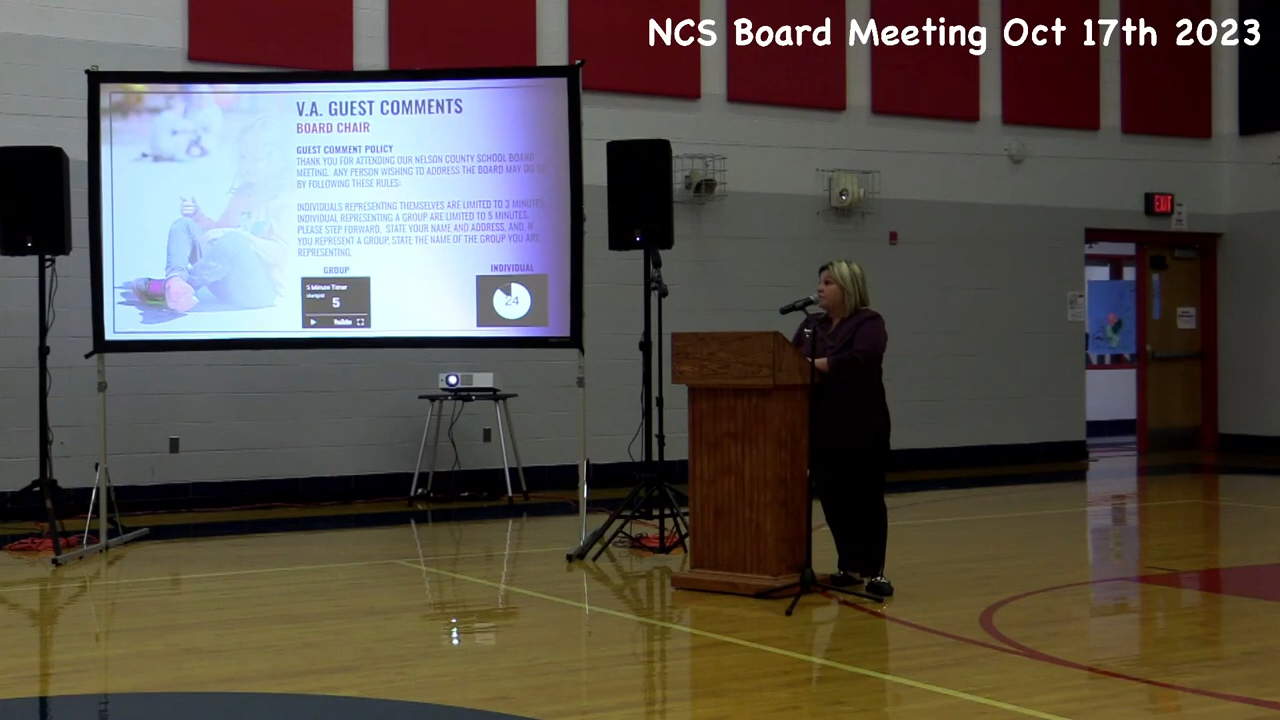 NCS Board Meeting Oct 17th 2023
V.A. GUEST COMMENTS
BOARD CHAIR
GUEST COMMENT POLICY
THANK YOU FOR ATTENDING OUR NELSON COUNTY SCHOOL BOARD
MEETING. ANY PERSON WISHING TO ADDRESS THE BOARD MAY DO
BY FOLLOWING THESE RULES:
INDIVIDUALS REPRESENTING THEMSELVES ARE LIMITED TO 3 MINUTES.
INDIVIDUAL REPRESENTING A GROUP ARE LIMITED TO 5 MINUTES.
PLEASE STEP FORWARD, STATE YOUR NAME AND ADDRESS, AND, IF
YOU REPRESENT A GROUP, STATE THE NAME OF THE GROUP YOU ARE
REPRESENTING.
GROUP
INDIVIDUAL
5 Minute Timer
5
YouTube
24
EXIT